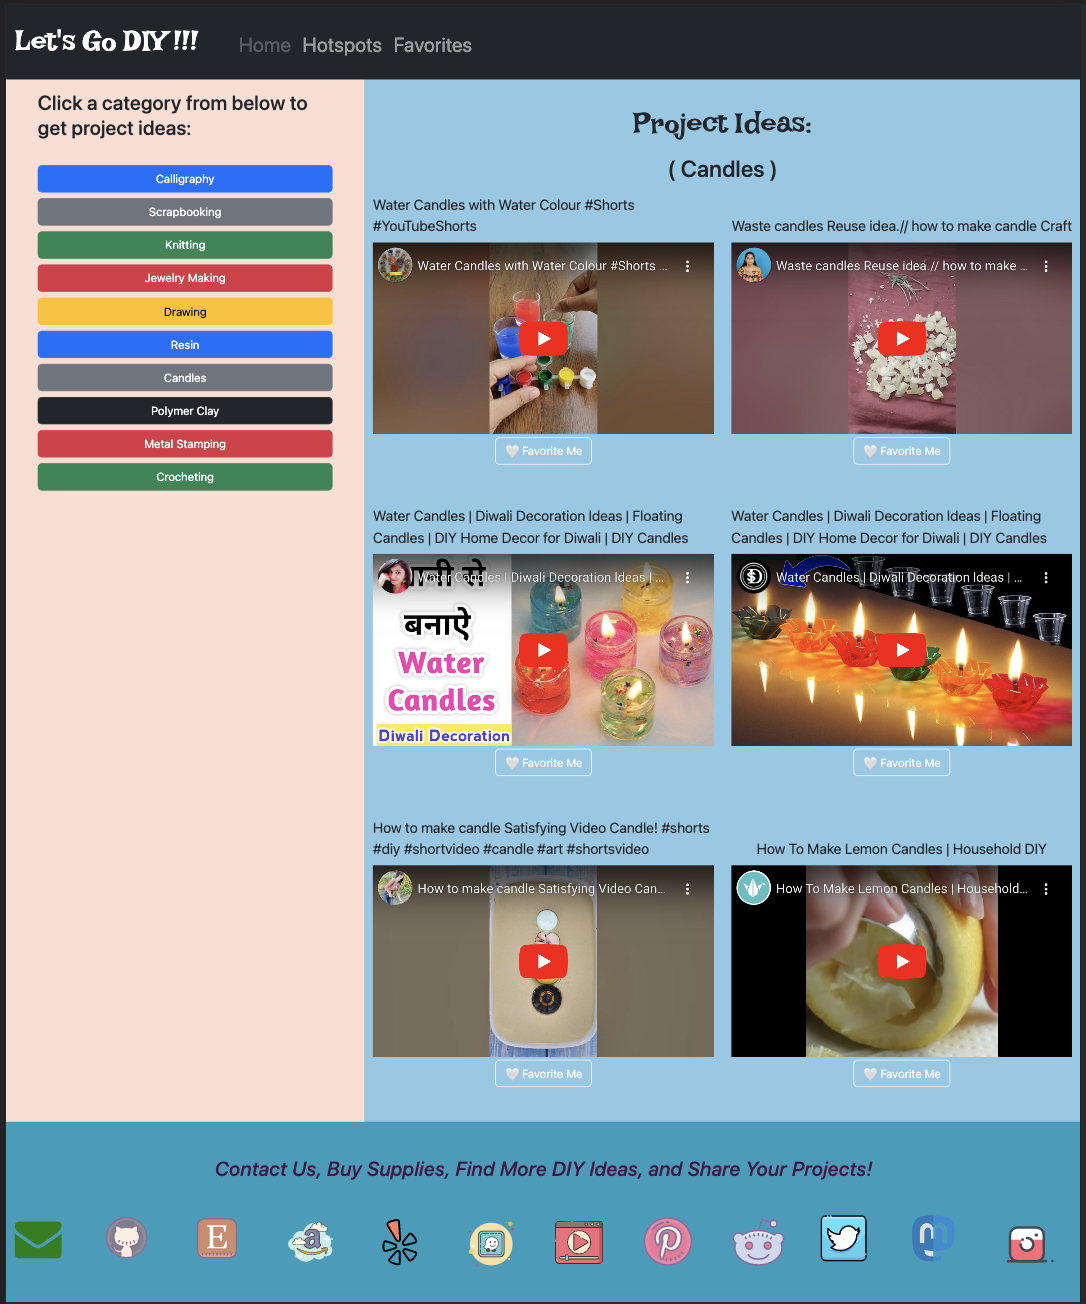 Let's Go DIY!!!
Home Hotspots Favorites
Click a category from below to
get project ideas:
Calligraphy
Scrapbooking
Knitting
Jewelry Making
Drawing
Resin
Candles
Polymer Clay
Metal Stamping
Crocheting
Project Ideas:
( Candles )
Water Candles with Water Colour #Shorts
#YouTubeShorts
Water Candles with Water Colour #Shorts ...
🤍 Favorite Me
Waste candles Reuse idea.// how to make candle Craft
Waste candles Reuse idea.// how to make ...
🤍 Favorite Me
Water Candles | Diwali Decoration Ideas | Floating
Candles | DIY Home Decor for Diwali | DIY Candles
Water Candles | Diwali Decoration Ideas | ...
बनाऐ
Water
Candles
Diwali Decoration
🤍 Favorite Me
Water Candles | Diwali Decoration Ideas | Floating
Candles | DIY Home Decor for Diwali | DIY Candles
Water Candles | Diwali Decoration Ideas | ...
🤍 Favorite Me
How to make candle Satisfying Video Candle! #shorts
#diy #shortvideo #candle #art #shortsvideo
How to make candle Satisfying Video Can...
🤍 Favorite Me
How To Make Lemon Candles | Household DIY
How To Make Lemon Candles | Household...
🤍 Favorite Me
Contact Us, Buy Supplies, Find More DIY Ideas, and Share Your Projects!
E
a